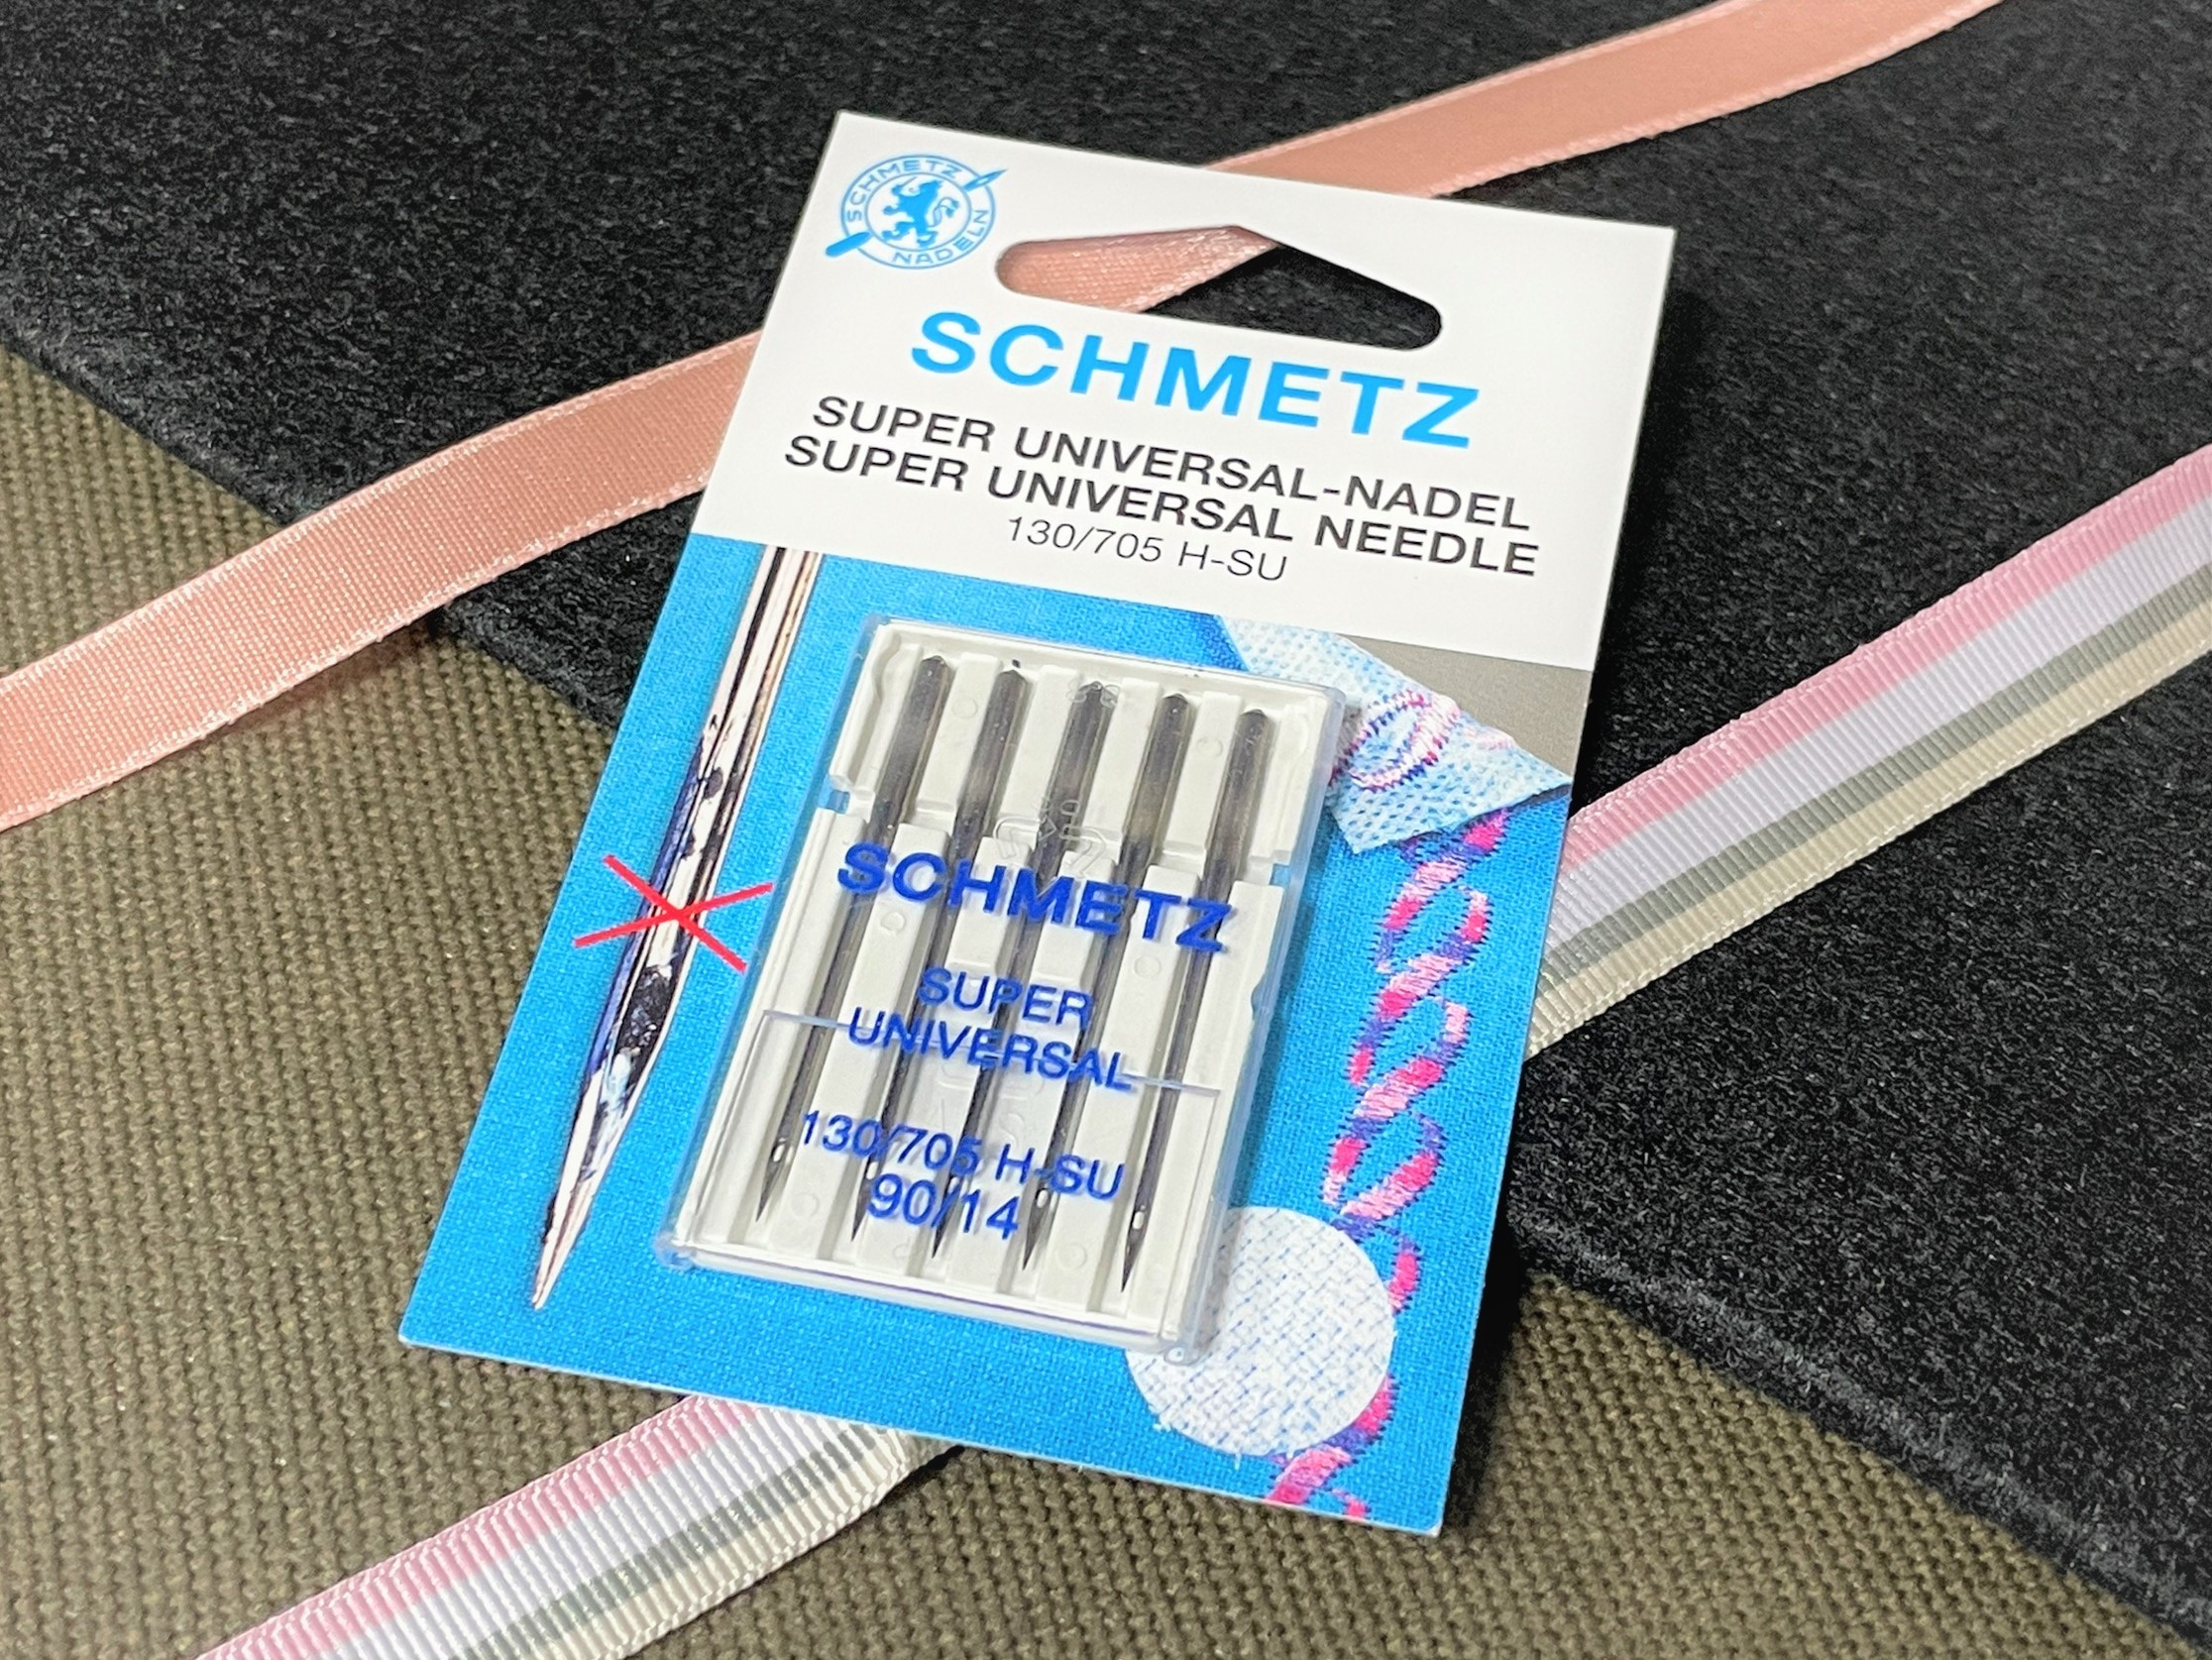 SCHMETZ
NADELN
SCHMETZ
SUPER UNIVERSAL-NADEL
SUPER UNIVERSAL NEEDLE
130/705 H-SU
SCHMETZ
SUPER
UNIVERSAL
130/705 H-SU
90/14